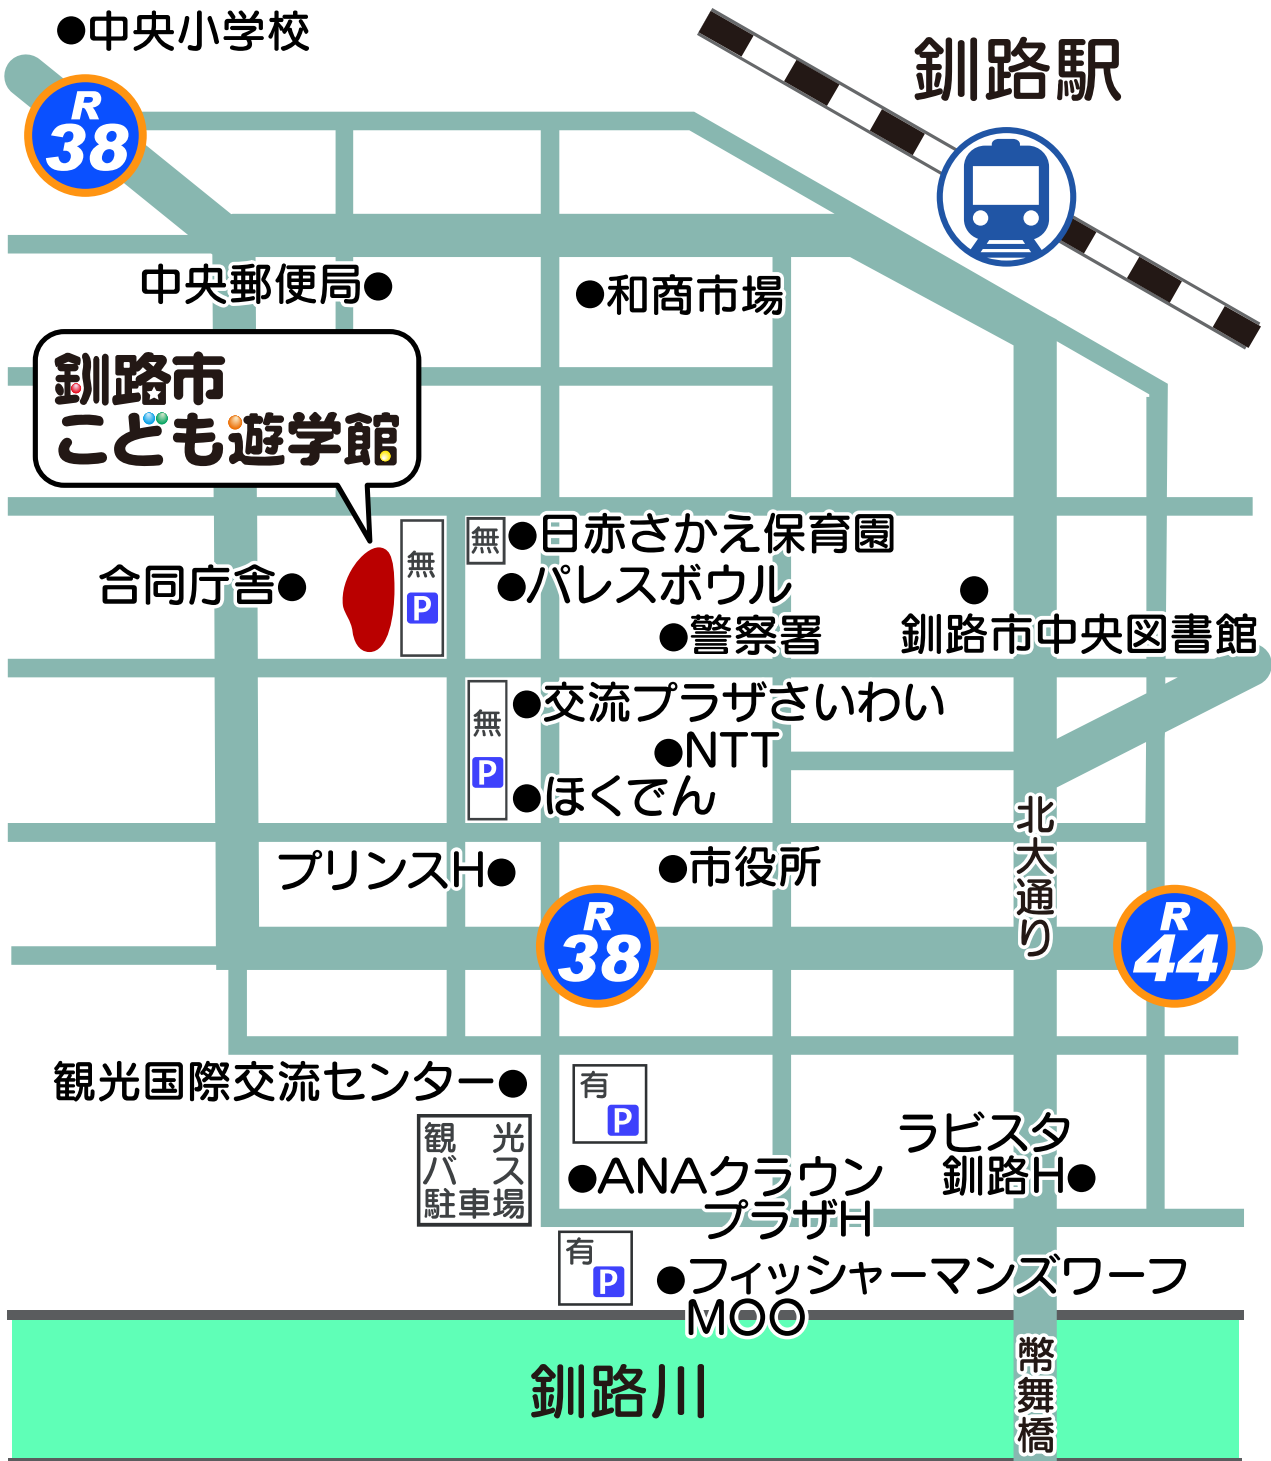 ●中央小学校
釧路駅
R
38
中央郵便局●
●和商市場
釧路市
こども遊学館
無
P
無
●日赤さかえ保育園
合同庁舎●
●パレスボウル
●警察署
●
釧路市中央図書館
無
P
●交流プラザさいわい
●NTT
●ほくでん
北大通り
プリンスH●
●市役所
R
38
R
44
観光国際交流センター●
有
P
観光
バス
駐車場
●ANAクラウン
プラザH
ラビスタ
釧路H●
有
P
●フィッシャーマンズワーフ
MOO
釧路川
幣舞橋